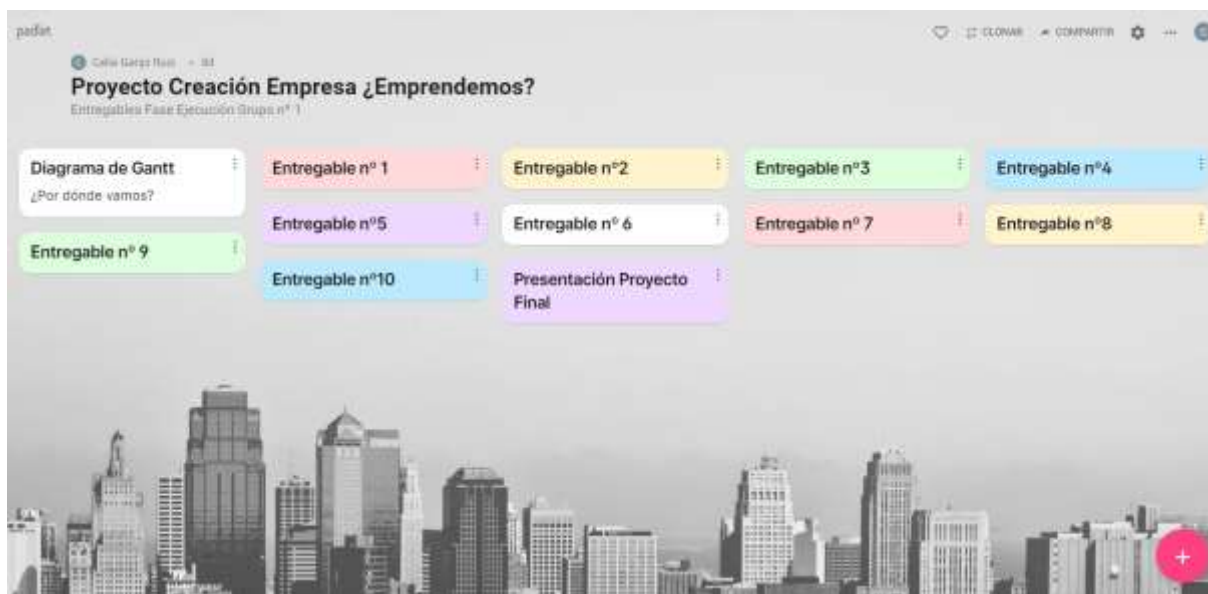 padlet
CLONAR
COMPARTIR
Proyecto Creación Empresa ¿Emprendemos?
Entregables Fase Ejecución Grupo nº 1
Diagrama de Gantt
¿Por dónde vamos?
Entregable nº 1
Entregable nº2
Entregable nº3
Entregable nº4
Entregable nº5
Entregable nº 6
Entregable nº 7
Entregable nº8
Entregable nº 9
Entregable nº10
Presentación Proyecto
Final